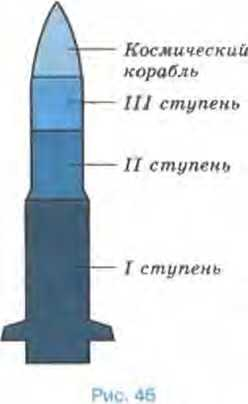 Космический
корабль
III ступень
II ступень
I ступень
Рис. 46